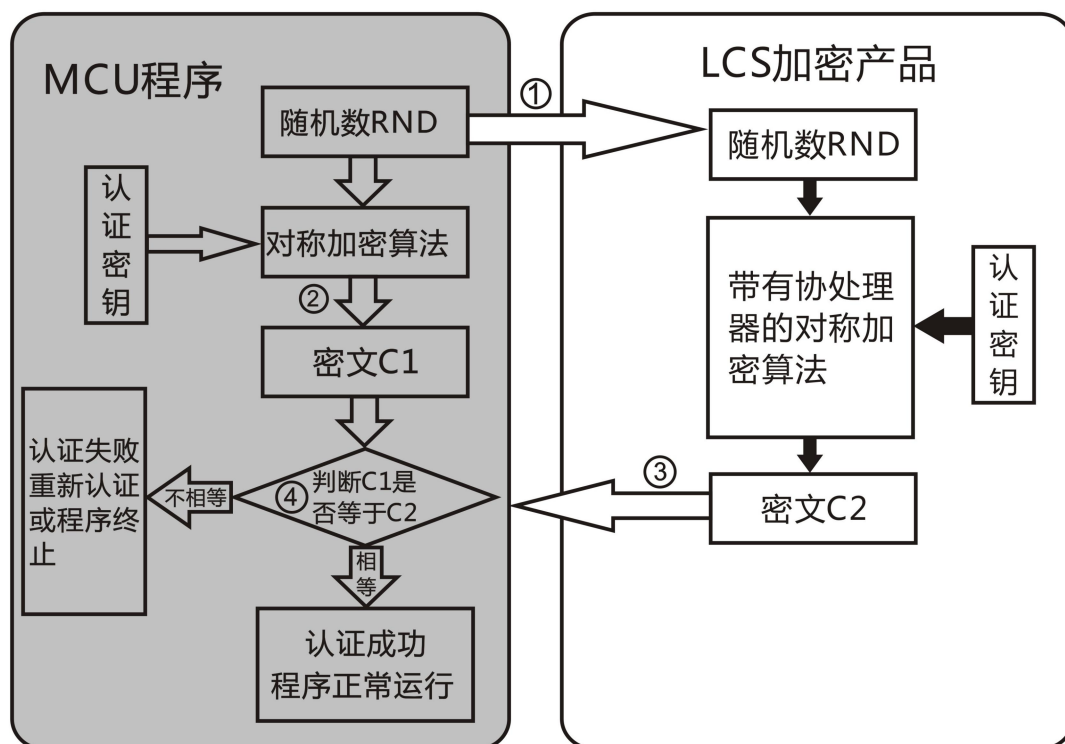 MCU程序
随机数RND
认
证
密
钥
对称加密算法
②
密文C1
④
判断C1是
否等于C2
不相等
认证失败
重新认证
或程序终
止
相
等
认证成功
程序正常运行
①
LCS加密产品
随机数RND
带有协处理
器的对称加
密算法
认
证
密
钥
③
密文C2